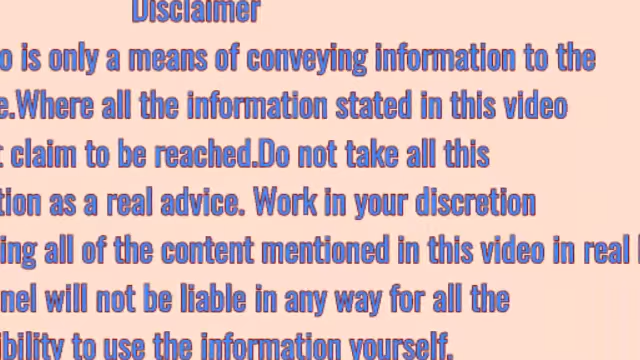 Disclaimer
o is only a means of conveying information to the
e.Where all the information stated in this video
t claim to be reached.Do not take all this
tion as a real advice. Work in your discretion
ing all of the content mentioned in this video in real
nel will not be liable in any way for all the
ibility to use the information yourself.